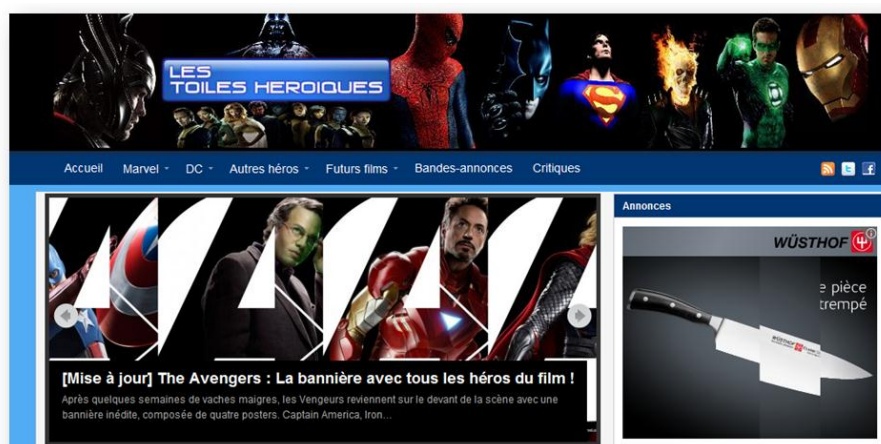 LES
TOILES HEROIQUES
Accueil Marvel DC Autres héros Futurs films Bandes-annonces Critiques
[Mise à jour] The Avengers : La bannière avec tous les héros du film !
Après quelques semaines de vaches maigres, les Vengeurs reviennent sur le devant de la scène avec une
bannière inédite, composée de quatre posters. Captain America, Iron...
Annonces
WÜSTHOF
e pièce
trempé
WÜSTHOF